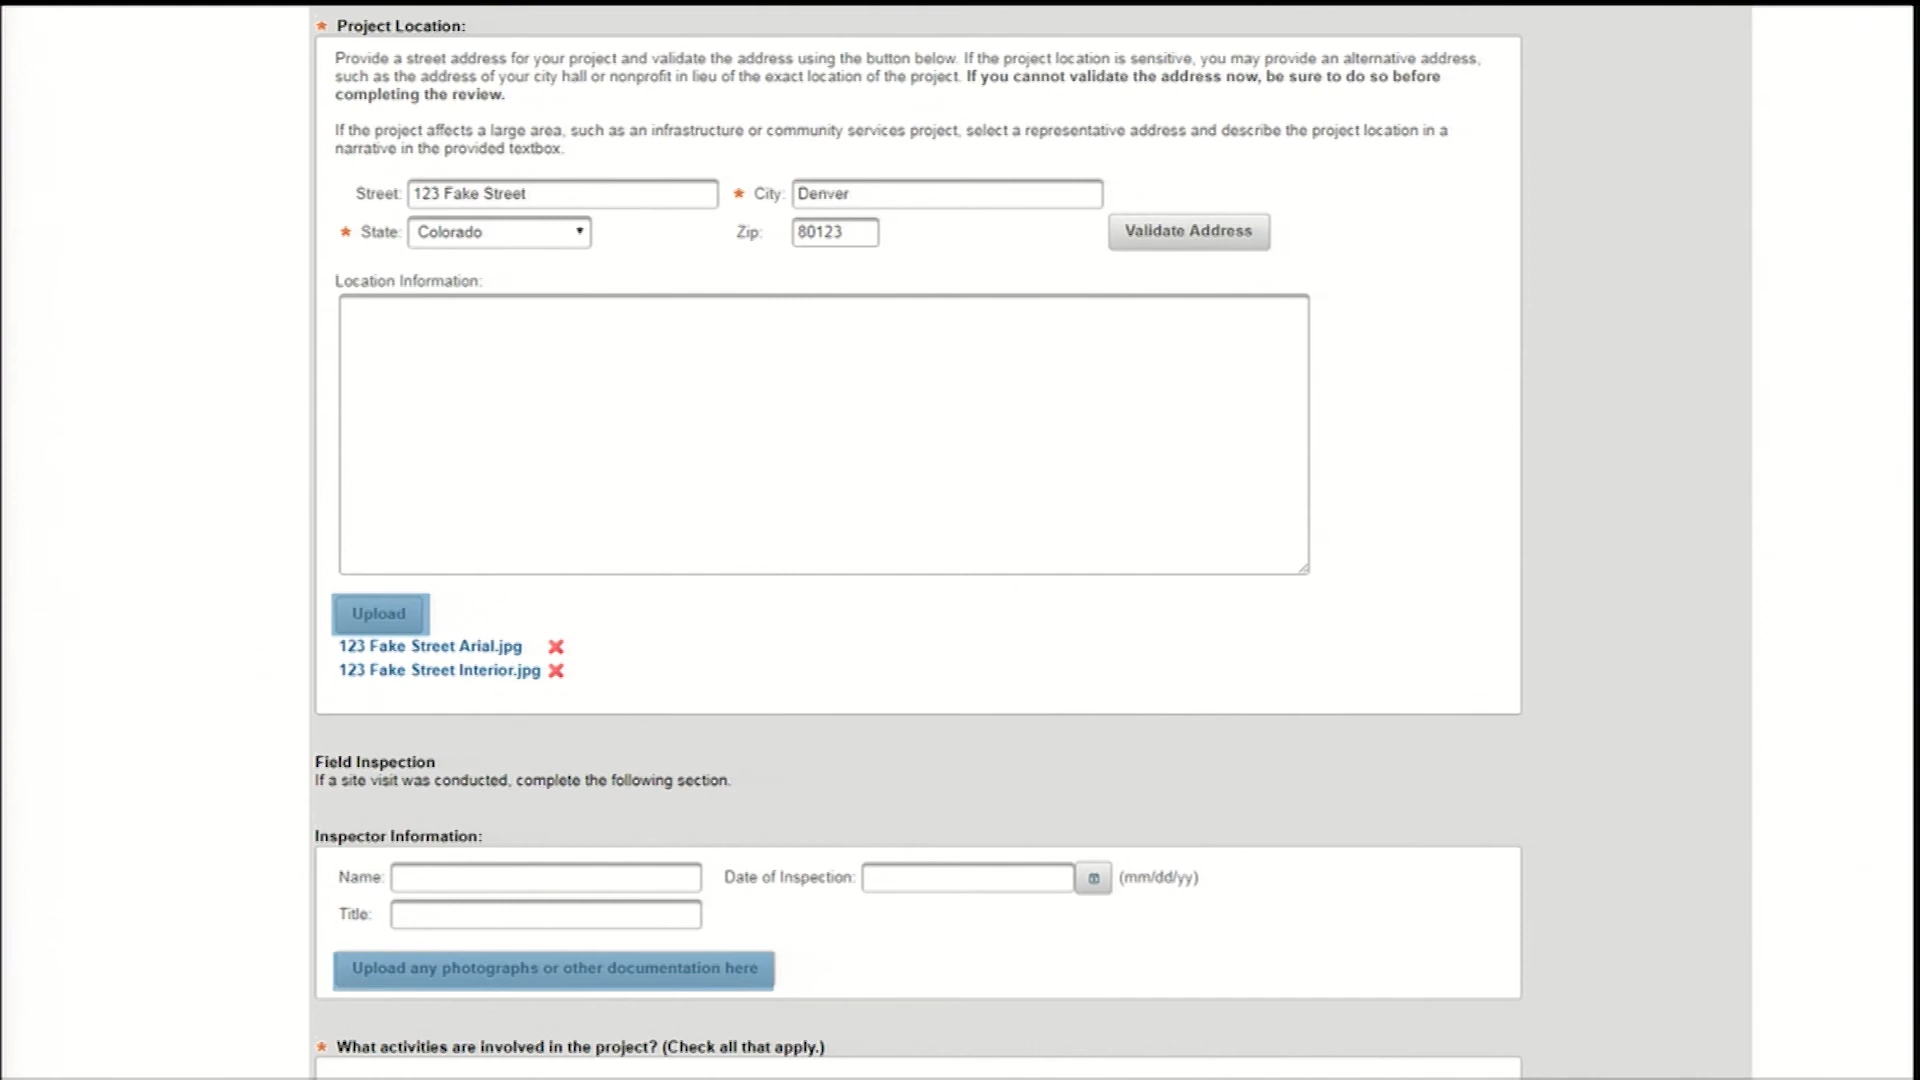 * Project Location:
Provide a street address for your project and validate the address using the button below. If the project location is sensitive, you may provide an alternative address,
such as the address of your city hall or nonprofit in lieu of the exact location of the project. If you cannot validate the address now, be sure to do so before
completing the review.
If the project affects a large area, such as an infrastructure or community services project, select a representative address and describe the project location in a
narrative in the provided textbox.
Street: 123 Fake Street * City: Denver
* State: Colorado Zip: 80123 Validate Address
Location Information:
Upload
123 Fake Street Arial.jpg
123 Fake Street Interior.jpg
Field Inspection
If a site visit was conducted, complete the following section.
Inspector Information:
Name: Date of Inspection: (mm/dd/yy)
Title:
Upload any photographs or other documentation here
* What activities are involved in the project? (Check all that apply.)